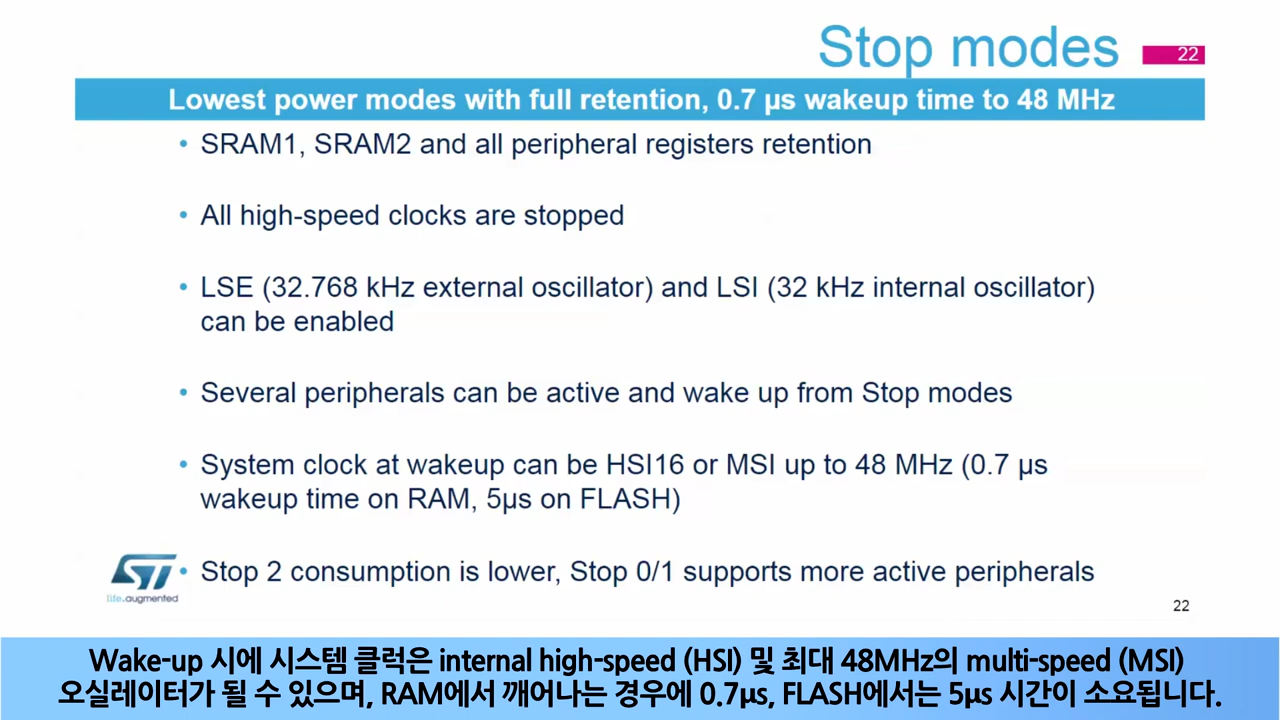 Stop modes
22
Lowest power modes with full retention, 0.7 µs wakeup time to 48 MHz
• SRAM1, SRAM2 and all peripheral registers retention
• All high-speed clocks are stopped
• LSE (32.768 kHz external oscillator) and LSI (32 kHz internal oscillator)
can be enabled
• Several peripherals can be active and wake up from Stop modes
• System clock at wakeup can be HSI16 or MSI up to 48 MHz (0.7 µs
wakeup time on RAM, 5µs on FLASH)
• Stop 2 consumption is lower, Stop 0/1 supports more active peripherals
ST
life.augmented
22
Wake-up 시에 시스템 클럭은 internal high-speed (HSI) 및 최대 48MHz의 multi-speed (MSI)
오실레이터가 될 수 있으며, RAM에서 깨어나는 경우에 0.7µs, FLASH에서는 5µs 시간이 소요됩니다.